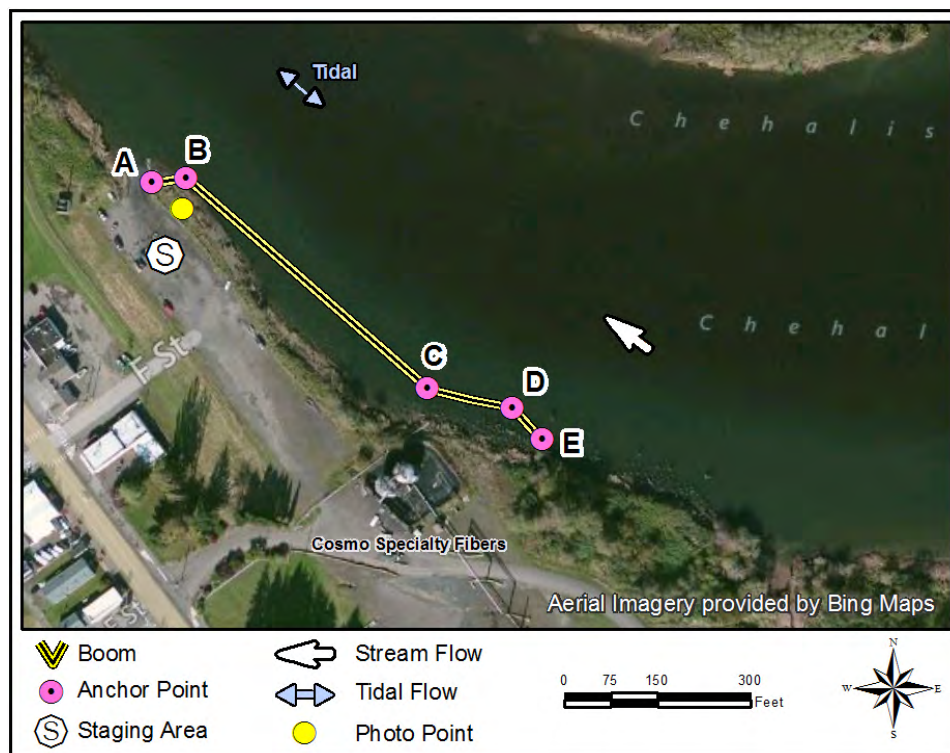 Tidal
C h e h a l i s
A
B
S
C h e h a l
F St
C
D
E
Cosmo Specialty Fibers
E St
Aerial Imagery provided by Bing Maps
Boom
Stream Flow
Anchor Point
Tidal Flow
S Staging Area
Photo Point
0 75 150 300
Feet
N
W E
S